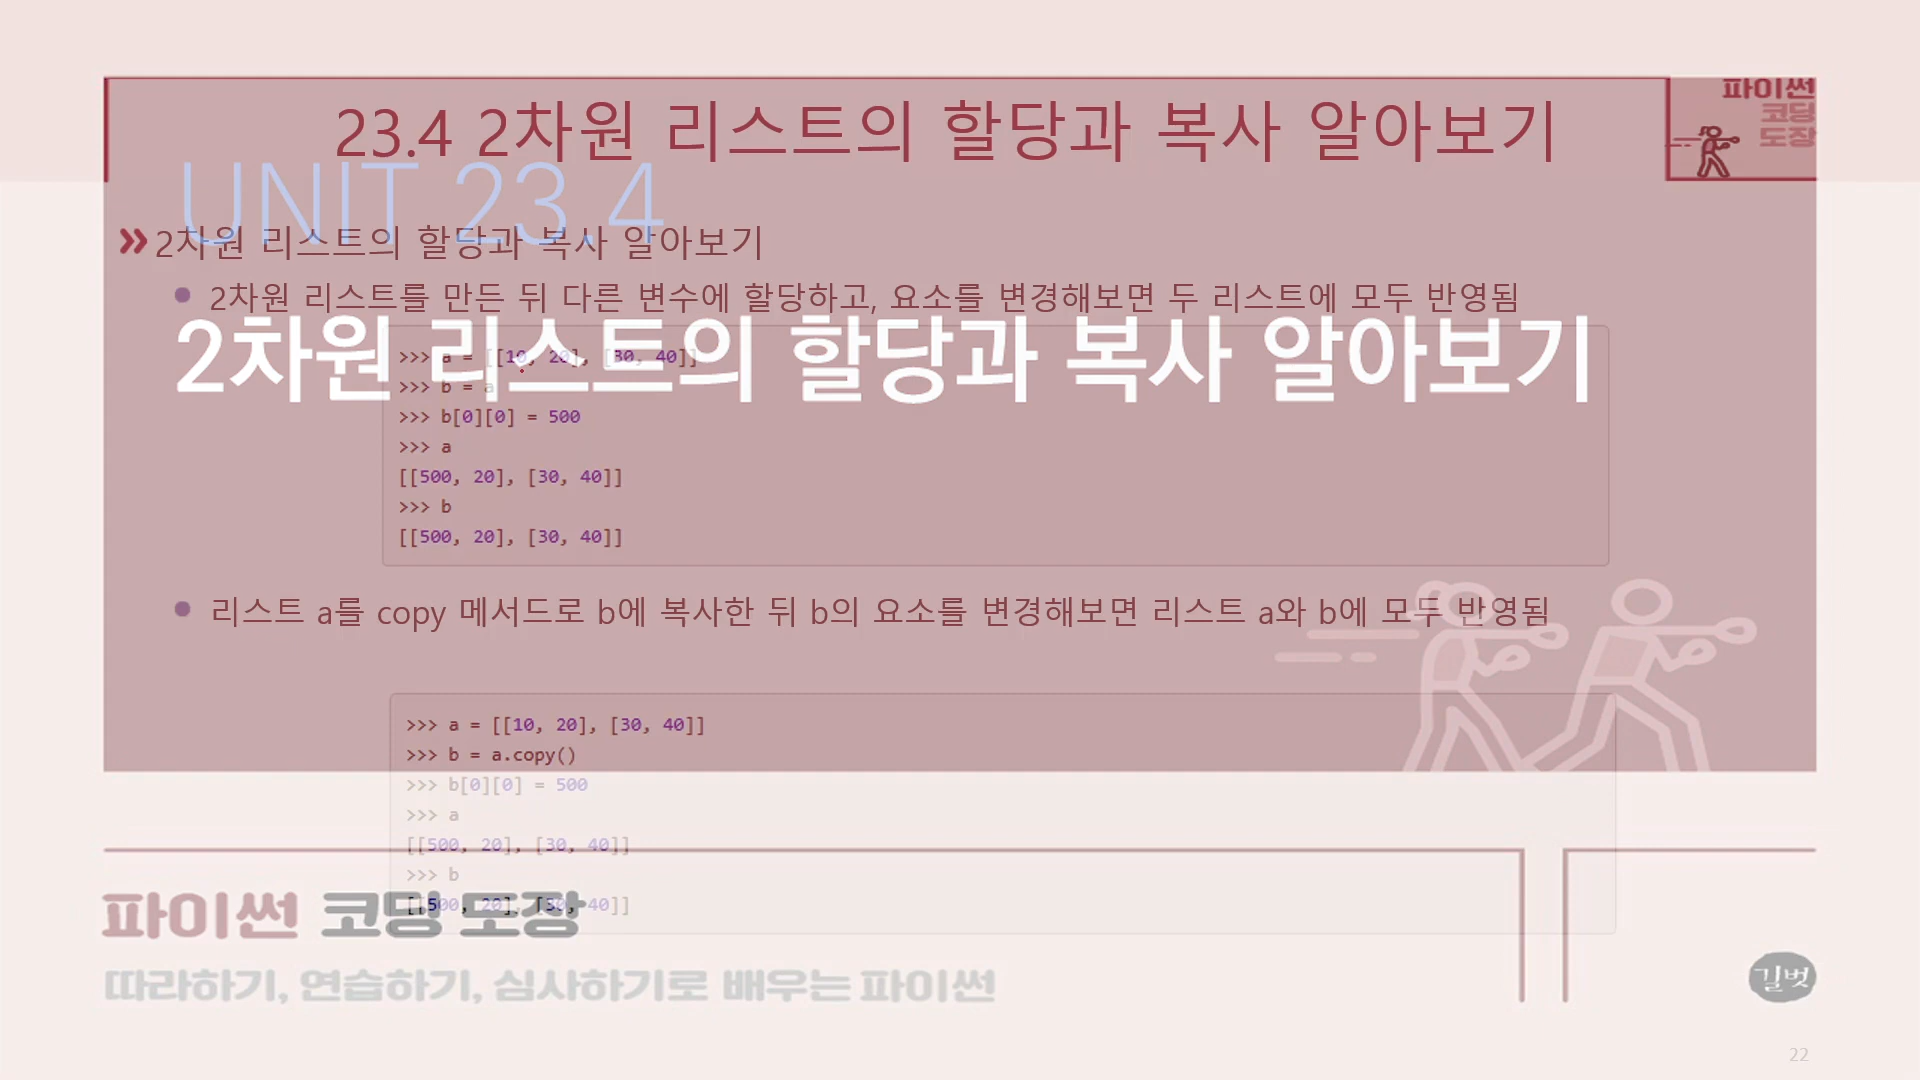 23.4 2차원 리스트의 할당과 복사 알아보기
파이썬
코딩
도장
UNIT 23.4
2차원 리스트의 할당과 복사 알아보기
2차원 리스트를 만든 뒤 다른 변수에 할당하고, 요소를 변경해보면 두 리스트에 모두 반영됨
2차원 리스트의 할당과 복사 알아보기
>>> a = [[10, 20], [30, 40]]
>>> b = a
>>> b[0][0] = 500
>>> a
[[500, 20], [30, 40]]
>>> b
[[500, 20], [30, 40]]
리스트 a를 copy 메서드로 b에 복사한 뒤 b의 요소를 변경해보면 리스트 a와 b에 모두 반영됨
>>> a = [[10, 20], [30, 40]]
>>> b = a.copy()
>>> b[0][0] = 500
>>> a
[[500, 20], [30, 40]]
>>> b
[[500, 20], [30, 40]]
파이썬 코딩 도장
따라하기, 연습하기, 심사하기로 배우는 파이썬
길벗
22